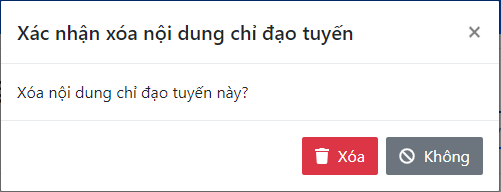 Xác nhận xóa nội dung chỉ đạo tuyến
Xóa nội dung chỉ đạo tuyến này?
Xóa Không